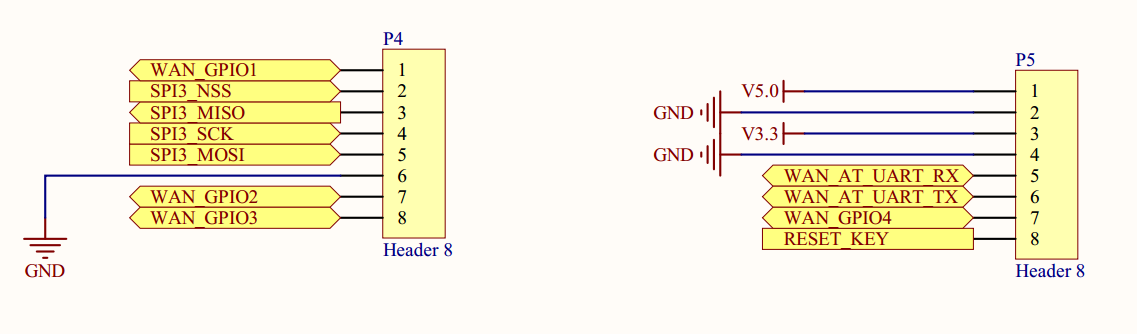 P4
WAN_GPIO1 1
SPI3_NSS 2
SPI3_MISO 3
SPI3_SCK 4
SPI3_MOSI 5
6
WAN_GPIO2 7
WAN_GPIO3 8
GND
Header 8
P5
V5.0 1
GND 2
V3.3 3
GND 4
WAN_AT_UART_RX 5
WAN_AT_UART_TX 6
WAN_GPIO4 7
RESET_KEY 8
Header 8